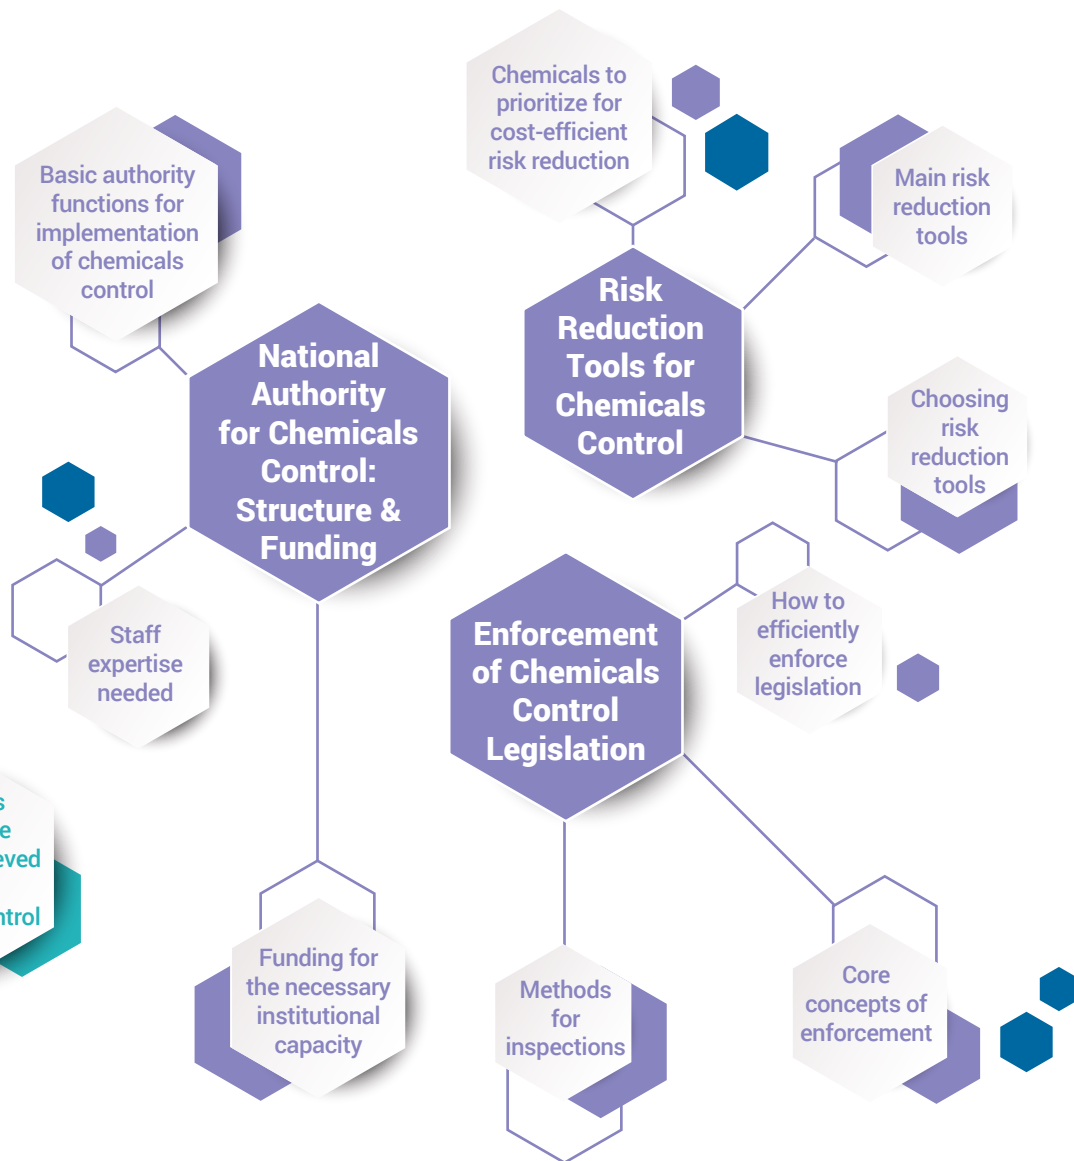 Chemicals to
prioritize for
cost-efficient
risk reduction
Main risk
reduction
tools
Basic authority
functions for
implementation
of chemicals
control
Risk
Reduction
Tools for
Chemicals
Control
National
Authority
for Chemicals
Control:
Structure &
Funding
Choosing
risk
reduction
tools
How to
efficiently
enforce
legislation
Staff
expertise
needed
Enforcement
of Chemicals
Control
Legislation
Funding for
the necessary
institutional
capacity
Methods
for
inspections
Core
concepts of
enforcement